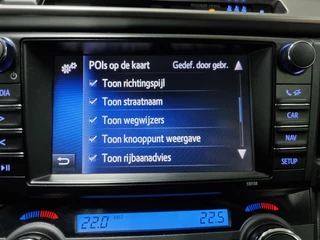 POIs op de kaart
Gedef. door gebr.
Toon richtingspijl
Toon straatnaam
Toon wegwijzers
Toon knooppunt weergave
Toon rijbaanadvies
CAR
NAV
SETUP
22.0
22.5